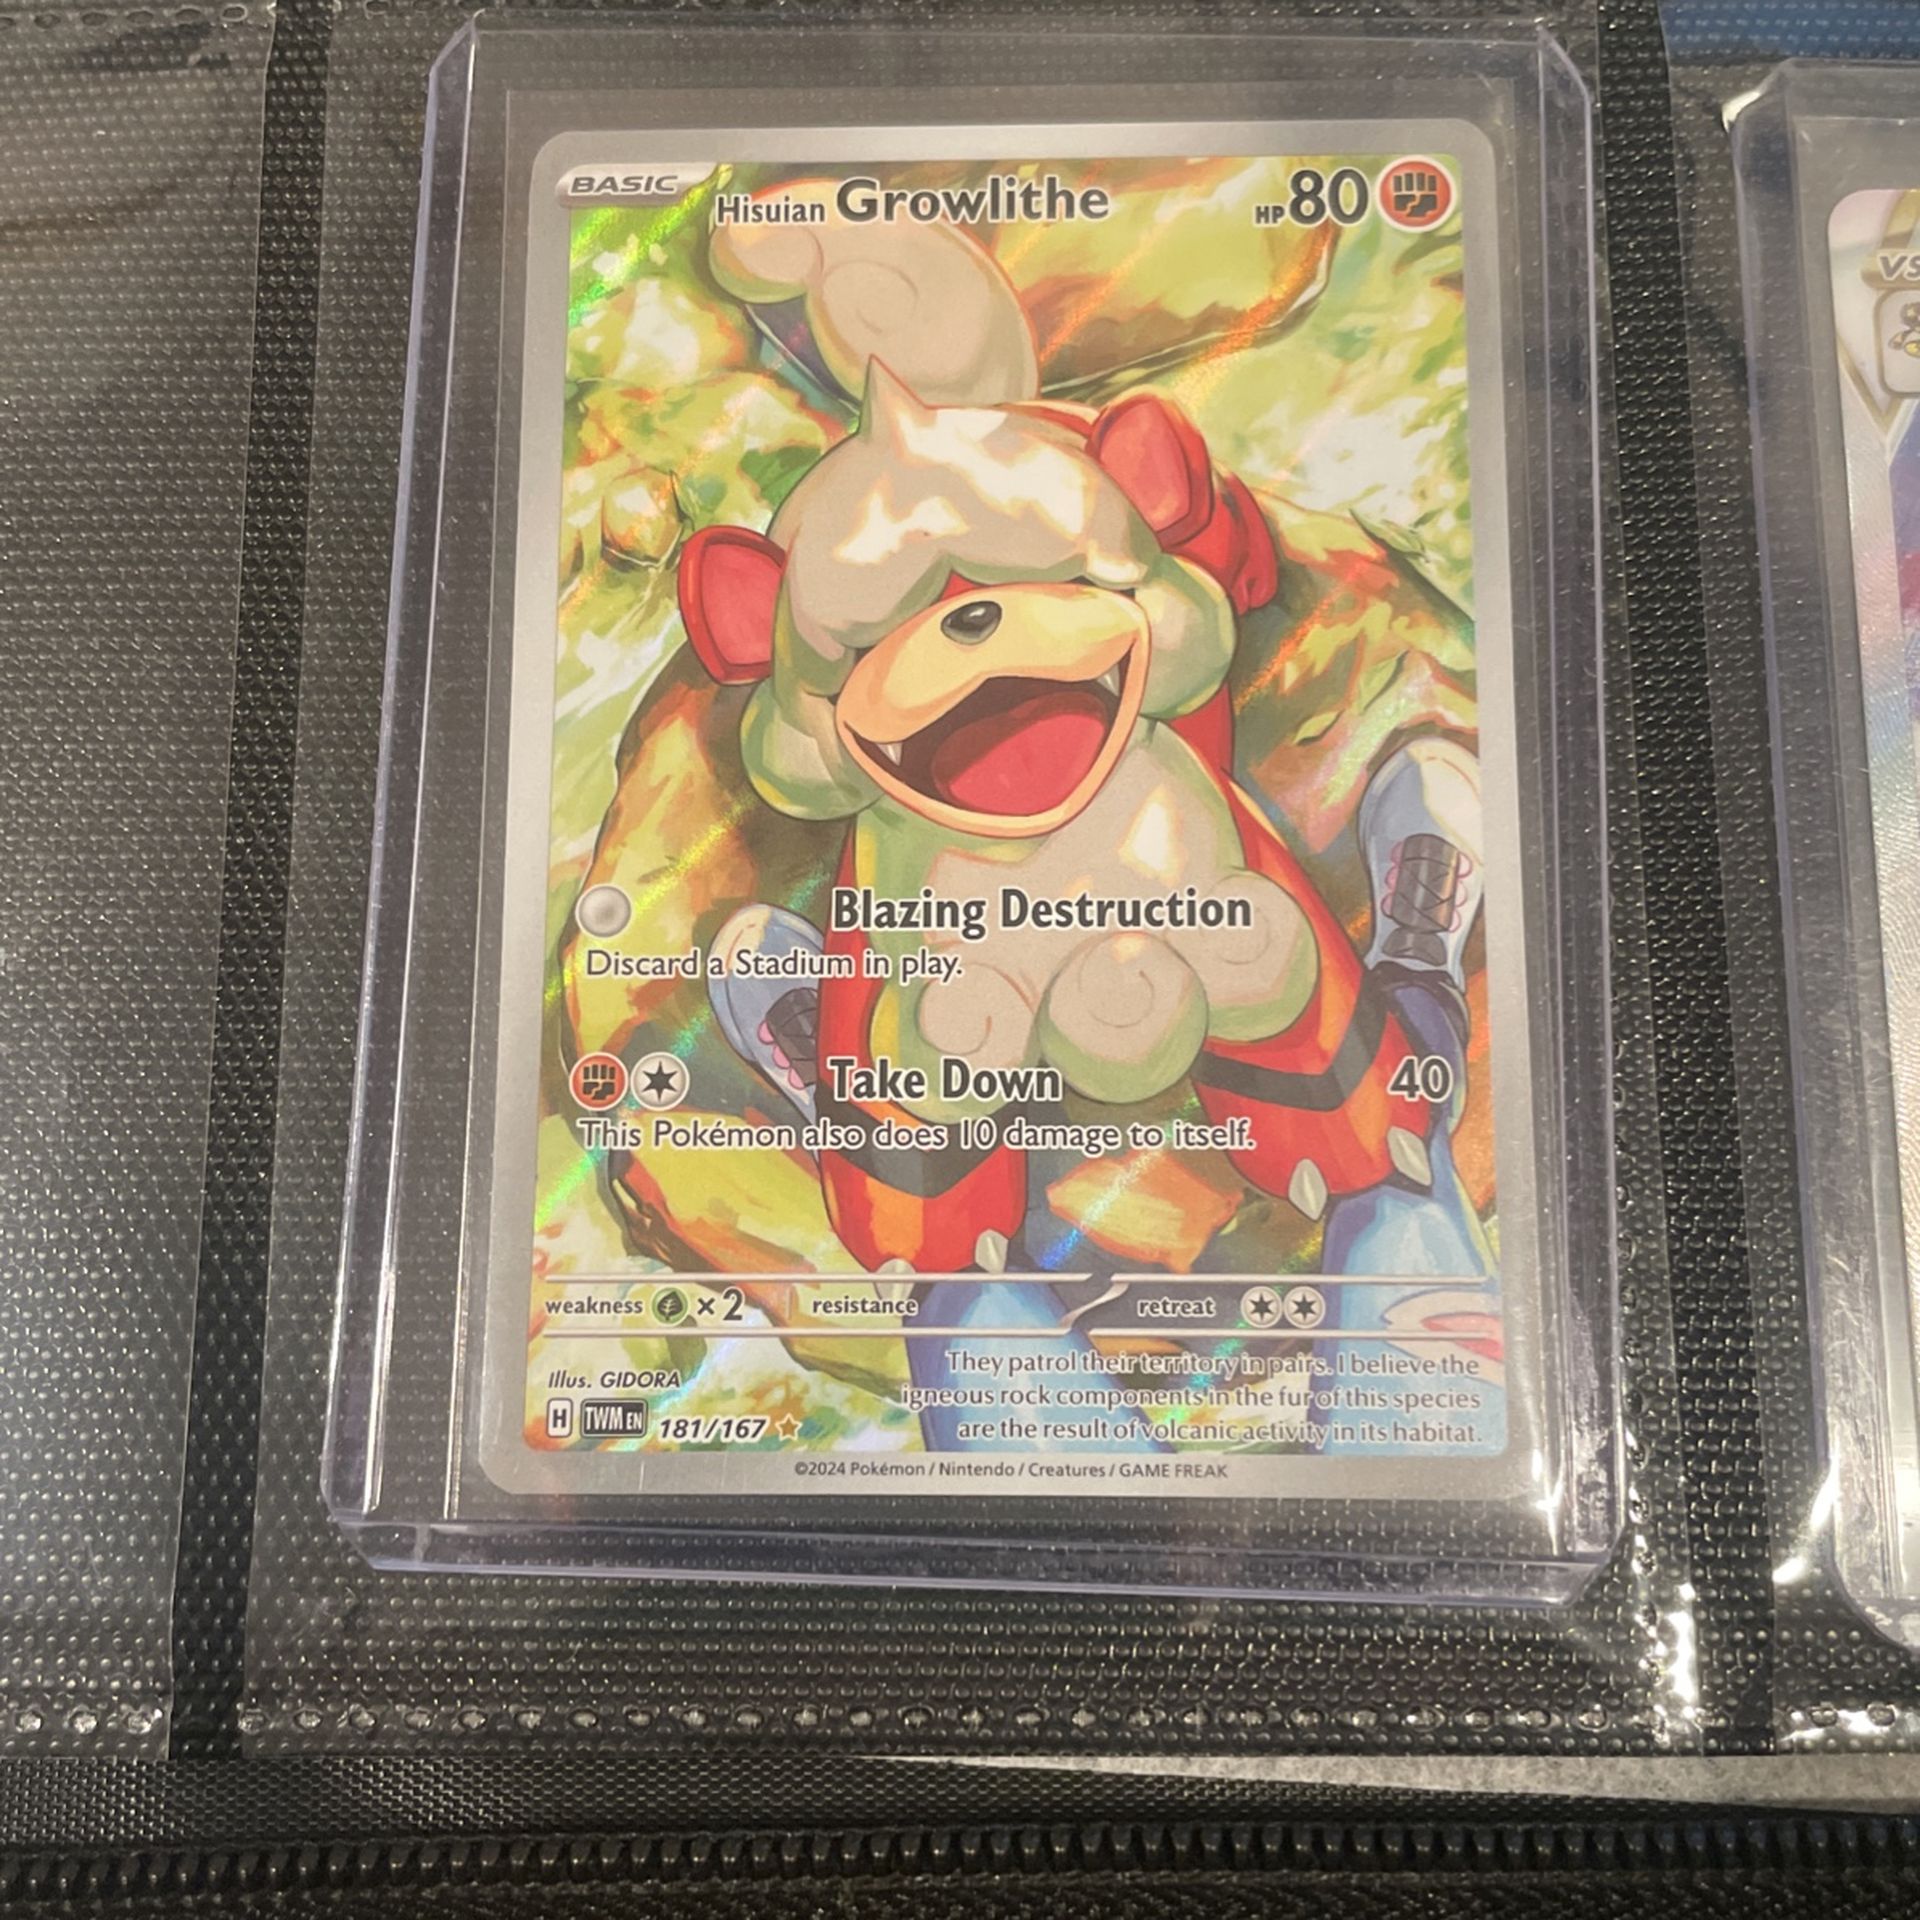 BASIC Hisuian Growlithe HP 80
VS
Blazing Destruction
Discard a Stadium in play.
Take Down 40
This Pokémon also does 10 damage to itself.
weakness ×2 resistance retreat
They patrol their territory in pairs. I believe the
igneous rock components in the fur of this species
are the result of volcanic activity in its habitat.
Illus. GIDORA
H TWM EN 181/167
©2024 Pokémon / Nintendo / Creatures / GAME FREAK